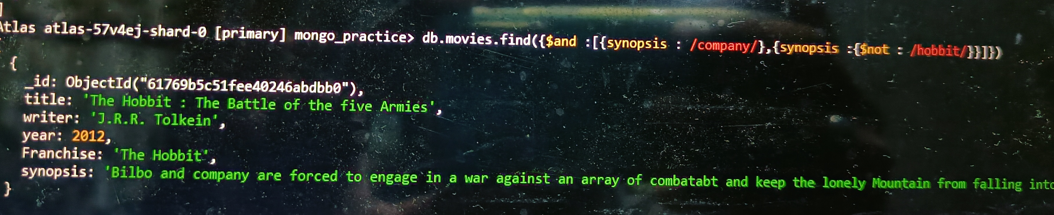 Atlas atlas-57v4ej-shard-0 [primary] mongo_practice> db.movies.find({$and :[{synopsis : /company/},{synopsis :{$not : /hobbit/}}]})
{
_id: ObjectId("61769b5c51fee40246abdbb0"),
title: 'The Hobbit : The Battle of the five Armies',
writer: 'J.R.R. Tolkein',
year: 2012,
Franchise: 'The Hobbit',
synopsis: 'Bilbo and company are forced to engage in a war against an array of combatabt and keep the lonely Mountain from falling into
}